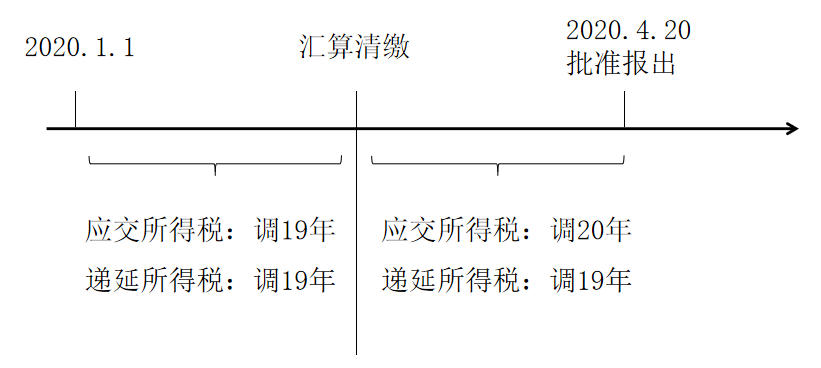 2020.1.1
汇算清缴
2020.4.20
批准报出
应交所得税：调19年
应交所得税：调20年
递延所得税：调19年
递延所得税：调19年